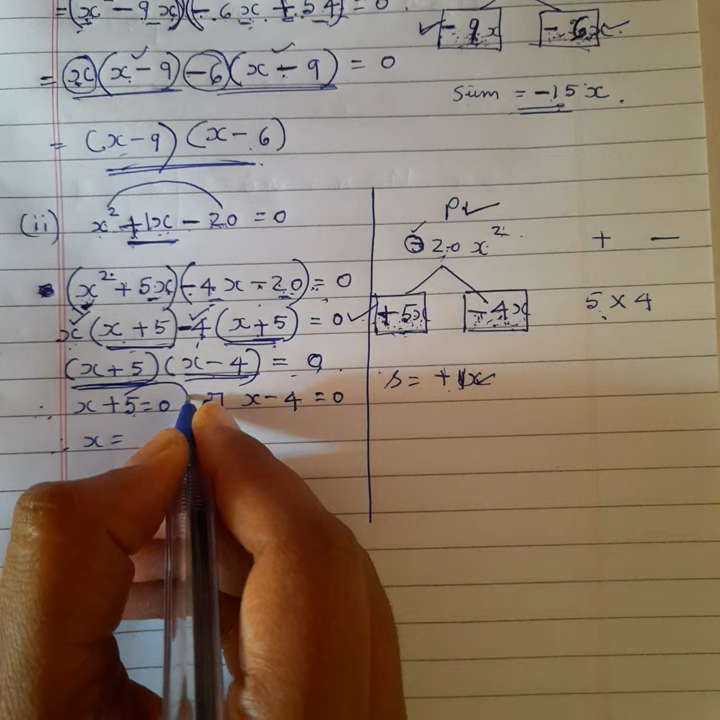 =(x² - 9x)(-6x + 54) = 0
= x(x - 9) -6(x - 9) = 0
= (x - 9)(x - 6)
-9x -6x
Sum = -15x.
(ii) x² + 1x - 20 = 0
(x² + 5x)(-4x - 20) = 0
x(x + 5) -4(x + 5) = 0
(x + 5)(x - 4) = 0
∴ x + 5 = 0 x - 4 = 0
∴ x =
Pr
-20x²
+ -
+5x -4x
5 × 4
S = +1x